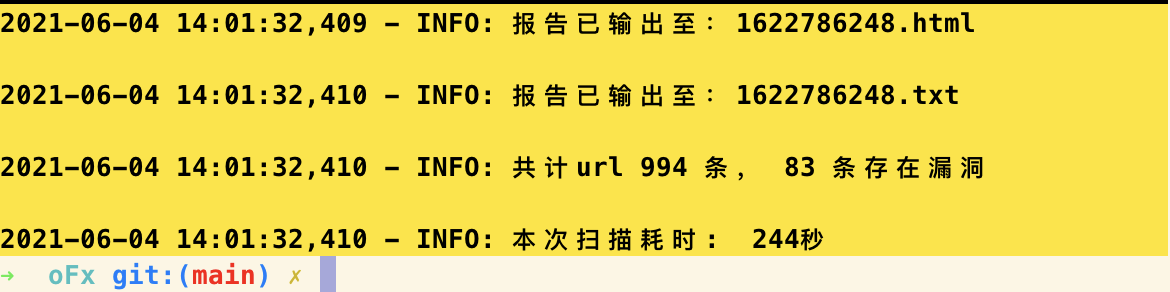 2021-06-04 14:01:32,409 - INFO: 报告已输出至：1622786248.html
2021-06-04 14:01:32,410 - INFO: 报告已输出至：1622786248.txt
2021-06-04 14:01:32,410 - INFO: 共计url 994 条， 83 条存在漏洞
2021-06-04 14:01:32,410 - INFO: 本次扫描耗时: 244秒
➜ oFx git:(main) ✗